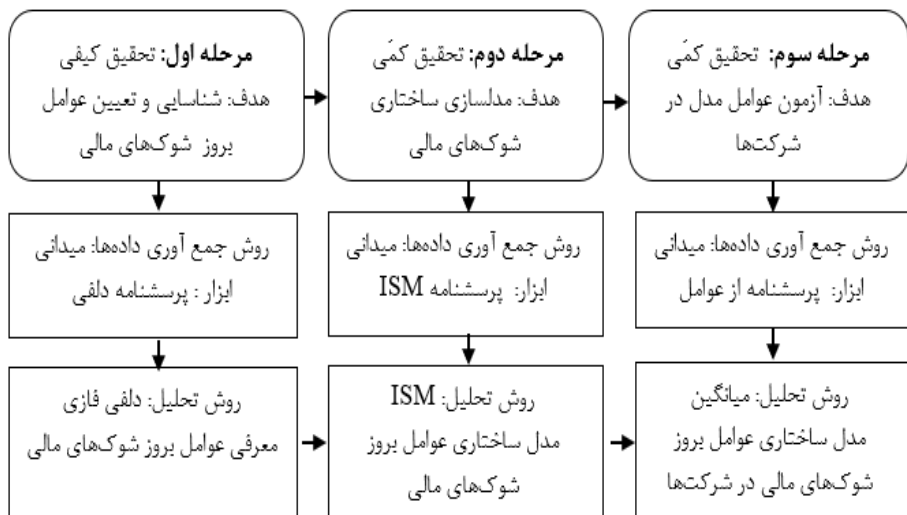 مرحله اول: تحقیق کیفی
هدف: شناسایی و تعیین عوامل
بروز شوک‌های مالی
مرحله دوم: تحقیق کمّی
هدف: مدلسازی ساختاری
شوک‌های مالی
مرحله سوم: تحقیق کمّی
هدف: آزمون عوامل مدل در
شرکت‌ها
روش جمع آوری داده‌ها: میدانی
ابزار : پرسشنامه دلفی
روش جمع آوری داده‌ها: میدانی
ابزار: پرسشنامه ISM
روش جمع آوری داده‌ها: میدانی
ابزار: پرسشنامه از عوامل
روش تحلیل: دلفی فازی
معرفی عوامل بروز شوک‌های مالی
روش تحلیل: ISM
مدل ساختاری عوامل بروز
شوک‌های مالی
روش تحلیل: میانگین
مدل ساختاری عوامل بروز
شوک‌های مالی در شرکت‌ها